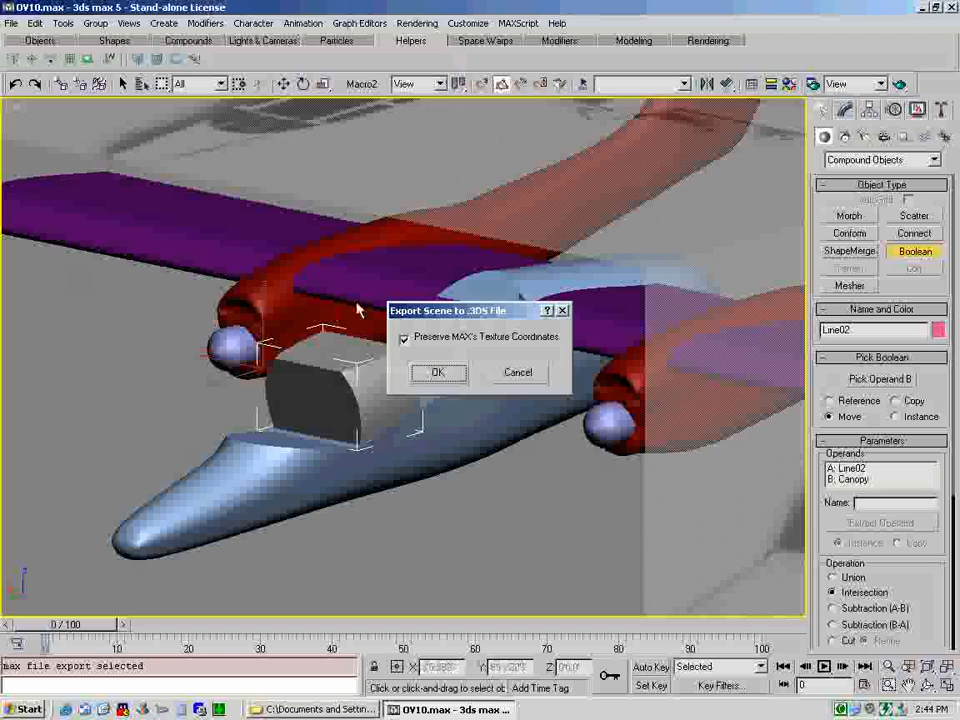 OV10.max - 3ds max 5 - Stand-alone License
File Edit Tools Group Views Create Modifiers Character Animation Graph Editors Rendering Customize MAXScript Help
Objects Shapes Compounds Lights & Cameras Particles Helpers Space Warps Modifiers Modeling Rendering
All Macro2 View View
Compound Objects
Object Type
AutoGrid
Morph Scatter
Conform Connect
ShapeMerge Boolean
Terrain Loft
Mesher
Name and Color
Line02
Pick Boolean
Pick Operand B
Reference Copy
Move Instance
Parameters
Operands
A: Line02
B: Canopy
Name:
Extract Operand
Instance Copy
Operation
Union
Intersection
Subtraction (A-B)
Subtraction (B-A)
Cut Refine
Export Scene to .3DS File
Preserve MAX's Texture Coordinates
OK Cancel
0 / 100
10 20 30 40 50 60 70 80 90 100
max file export selected
X: Y: Z:
Auto Key Selected
Click or click-and-drag to select ob Add Time Tag
Set Key Key Filters... 0
Start C:\Documents and Settin... OV10.max - 3ds max ... 2:44 PM